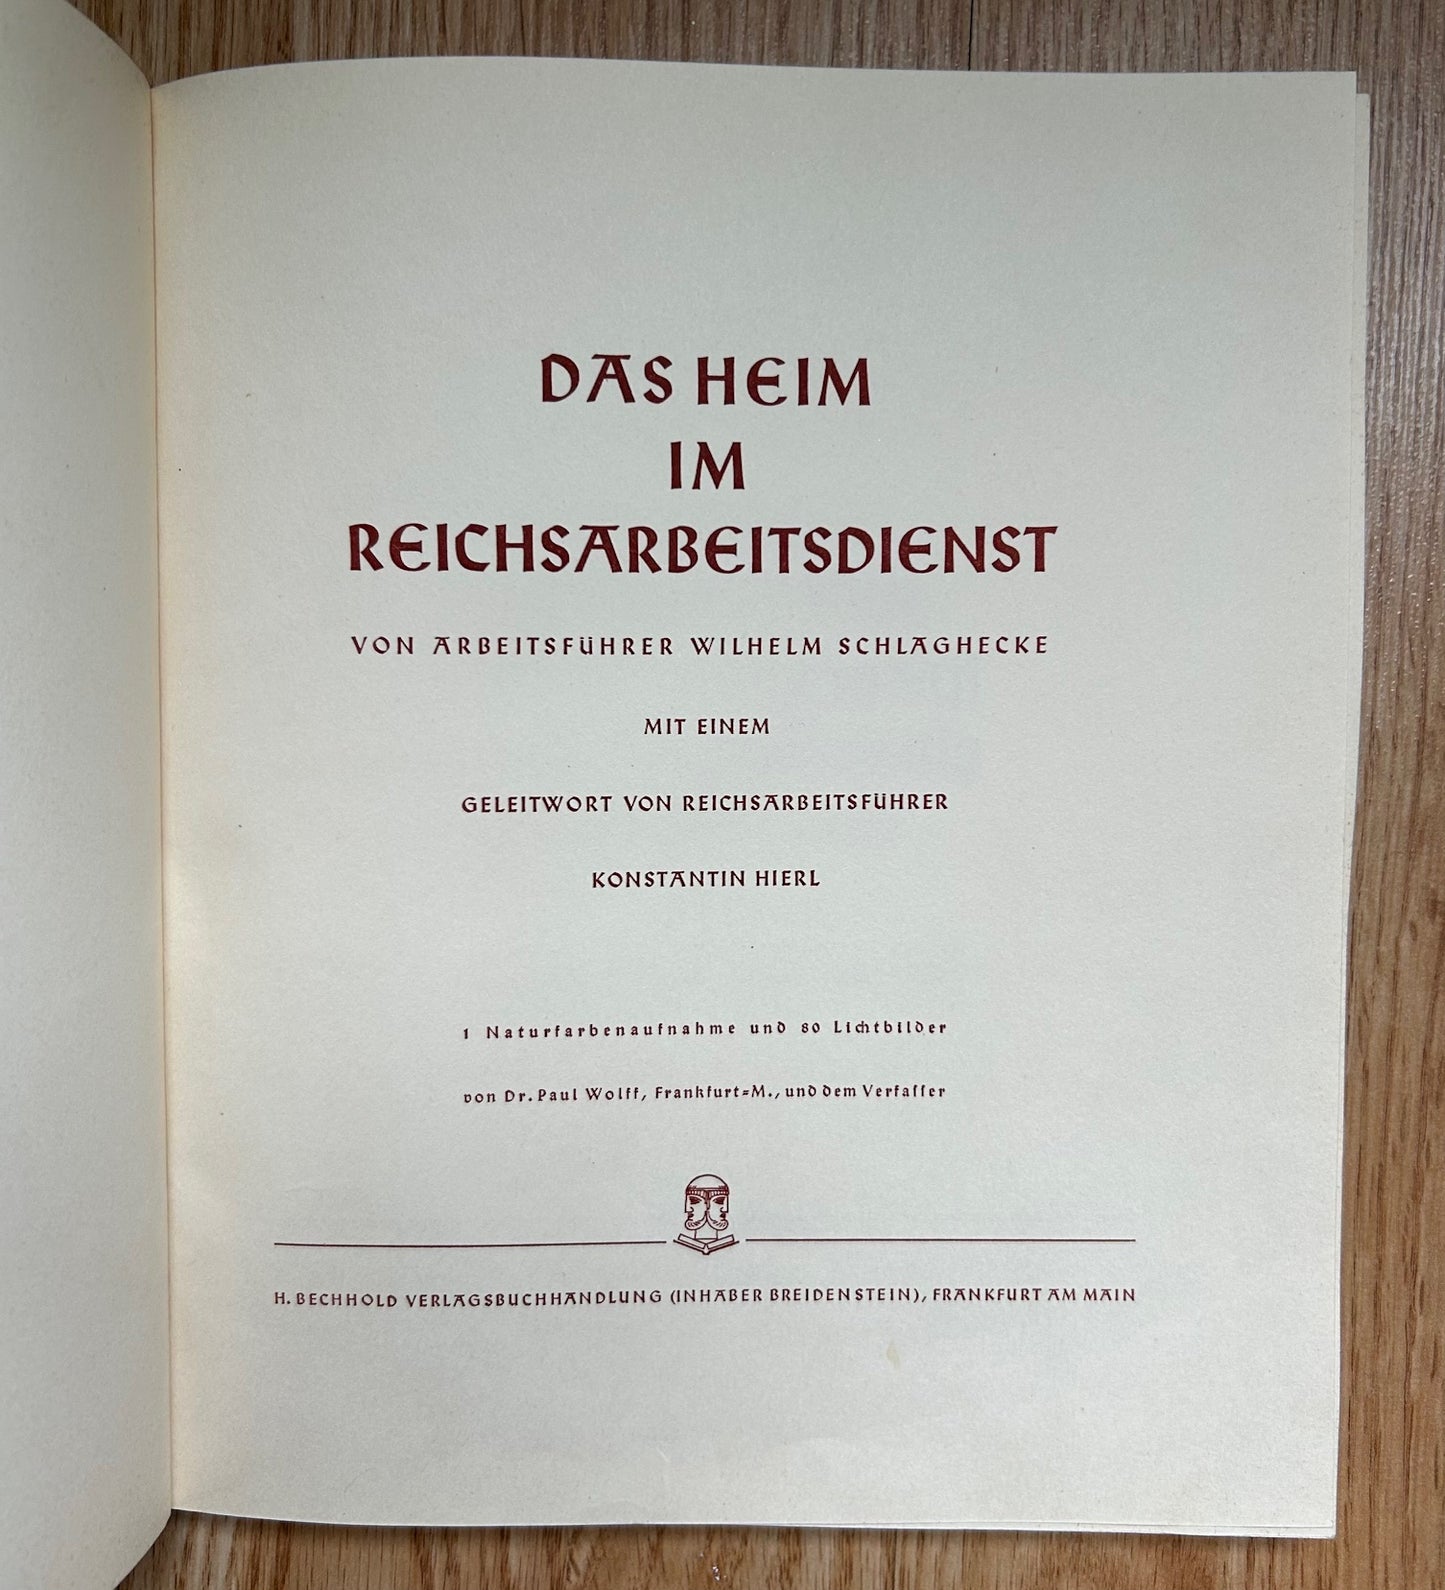 DAS HEIM
IM
REICHSARBEITSDIENST
VON ARBEITSFÜHRER WILHELM SCHLAGHECKE
MIT EINEM
GELEITWORT VON REICHSARBEITSFÜHRER
KONSTANTIN HIERL
1 Naturfarbenaufnahme und 80 Lichtbilder
von Dr. Paul Wolff, Frankfurt=M., und dem Verfaſſer
H. BECHHOLD VERLAGSBUCHHANDLUNG (INHABER BREIDENSTEIN), FRANKFURT AM MAIN